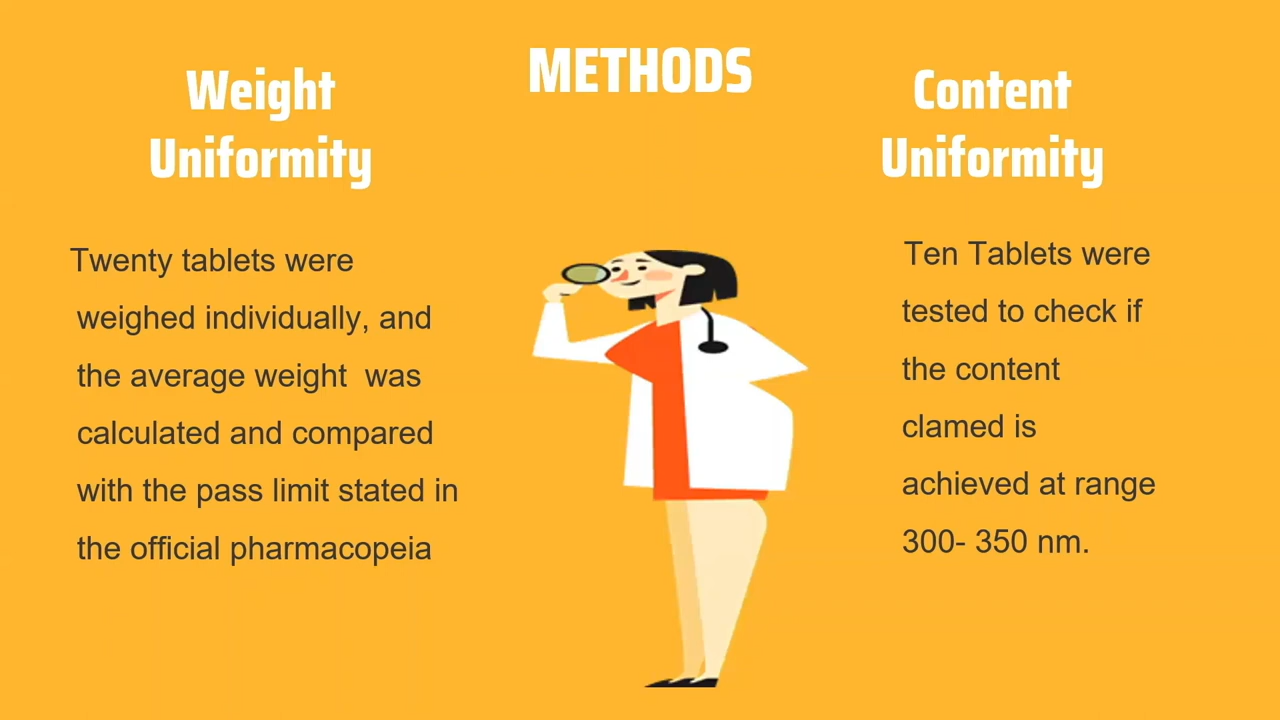 METHODS
Weight
Uniformity
Twenty tablets were
weighed individually, and
the average weight  was
calculated and compared
with the pass limit stated in
the official pharmacopeia
Content
Uniformity
Ten Tablets were
tested to check if
the content
clamed is
achieved at range
300- 350 nm.